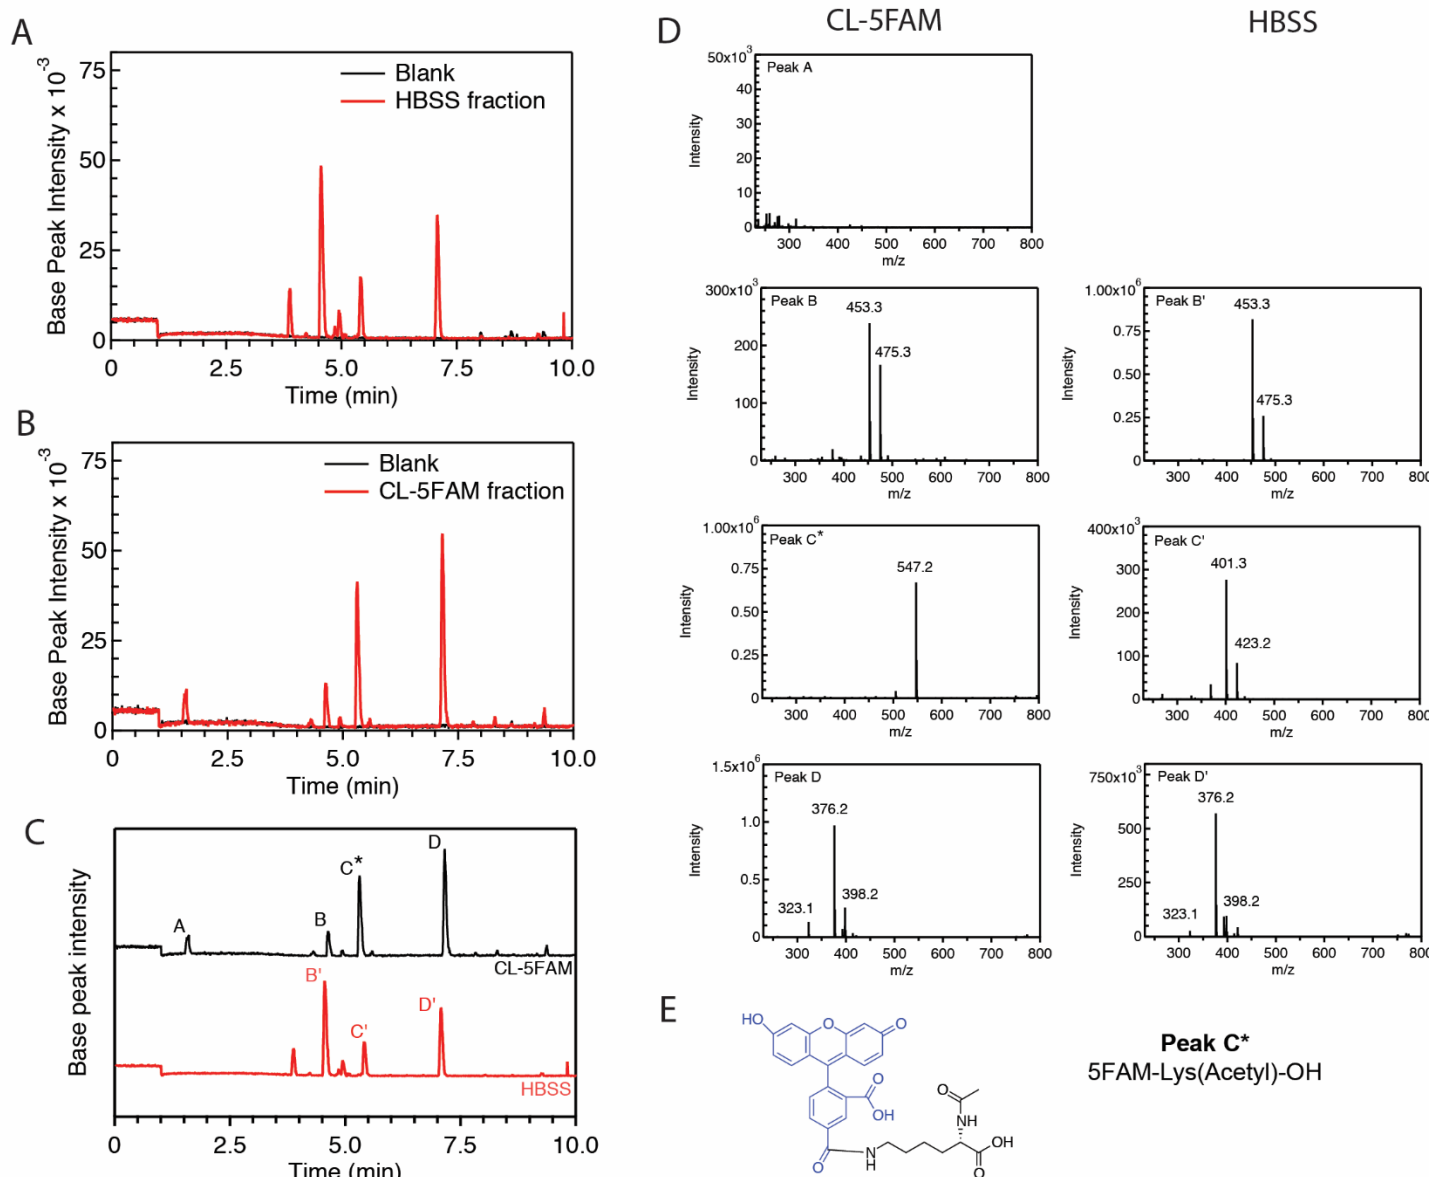 A
75
50
25
0
Base Peak Intensity x 10⁻³
Blank
HBSS fraction
0 2.5 5.0 7.5 10.0
Time (min)
B
75
50
25
0
Base Peak Intensity x 10⁻³
Blank
CL-5FAM fraction
0 2.5 5.0 7.5 10.0
Time (min)
C
Base peak intensity
A
B
C*
D
CL-5FAM
B'
C'
D'
HBSS
0 2.5 5.0 7.5 10.0
Time (min)
D
CL-5FAM HBSS
50x10³
40
30
20
10
0
Intensity
Peak A
300 400 500 600 700 800
m/z
300x10³
200
100
0
Intensity
Peak B
453.3
475.3
300 400 500 600 700 800
m/z
1.00x10⁶
0.75
0.50
0.25
0
Intensity
Peak B'
453.3
475.3
300 400 500 600 700 800
m/z
1.00x10⁶
0.75
0.50
0.25
0
Intensity
Peak C*
547.2
300 400 500 600 700 800
m/z
400x10³
300
200
100
0
Intensity
Peak C'
401.3
423.2
300 400 500 600 700 800
m/z
1.5x10⁶
1.0
0.5
0
Intensity
Peak D
376.2
323.1
398.2
300 400 500 600 700 800
m/z
750x10³
500
250
0
Intensity
Peak D'
376.2
323.1
398.2
300 400 500 600 700 800
m/z
E
HO O O
O
OH
O
N
H
O
NH
OH
O
Peak C*
5FAM-Lys(Acetyl)-OH